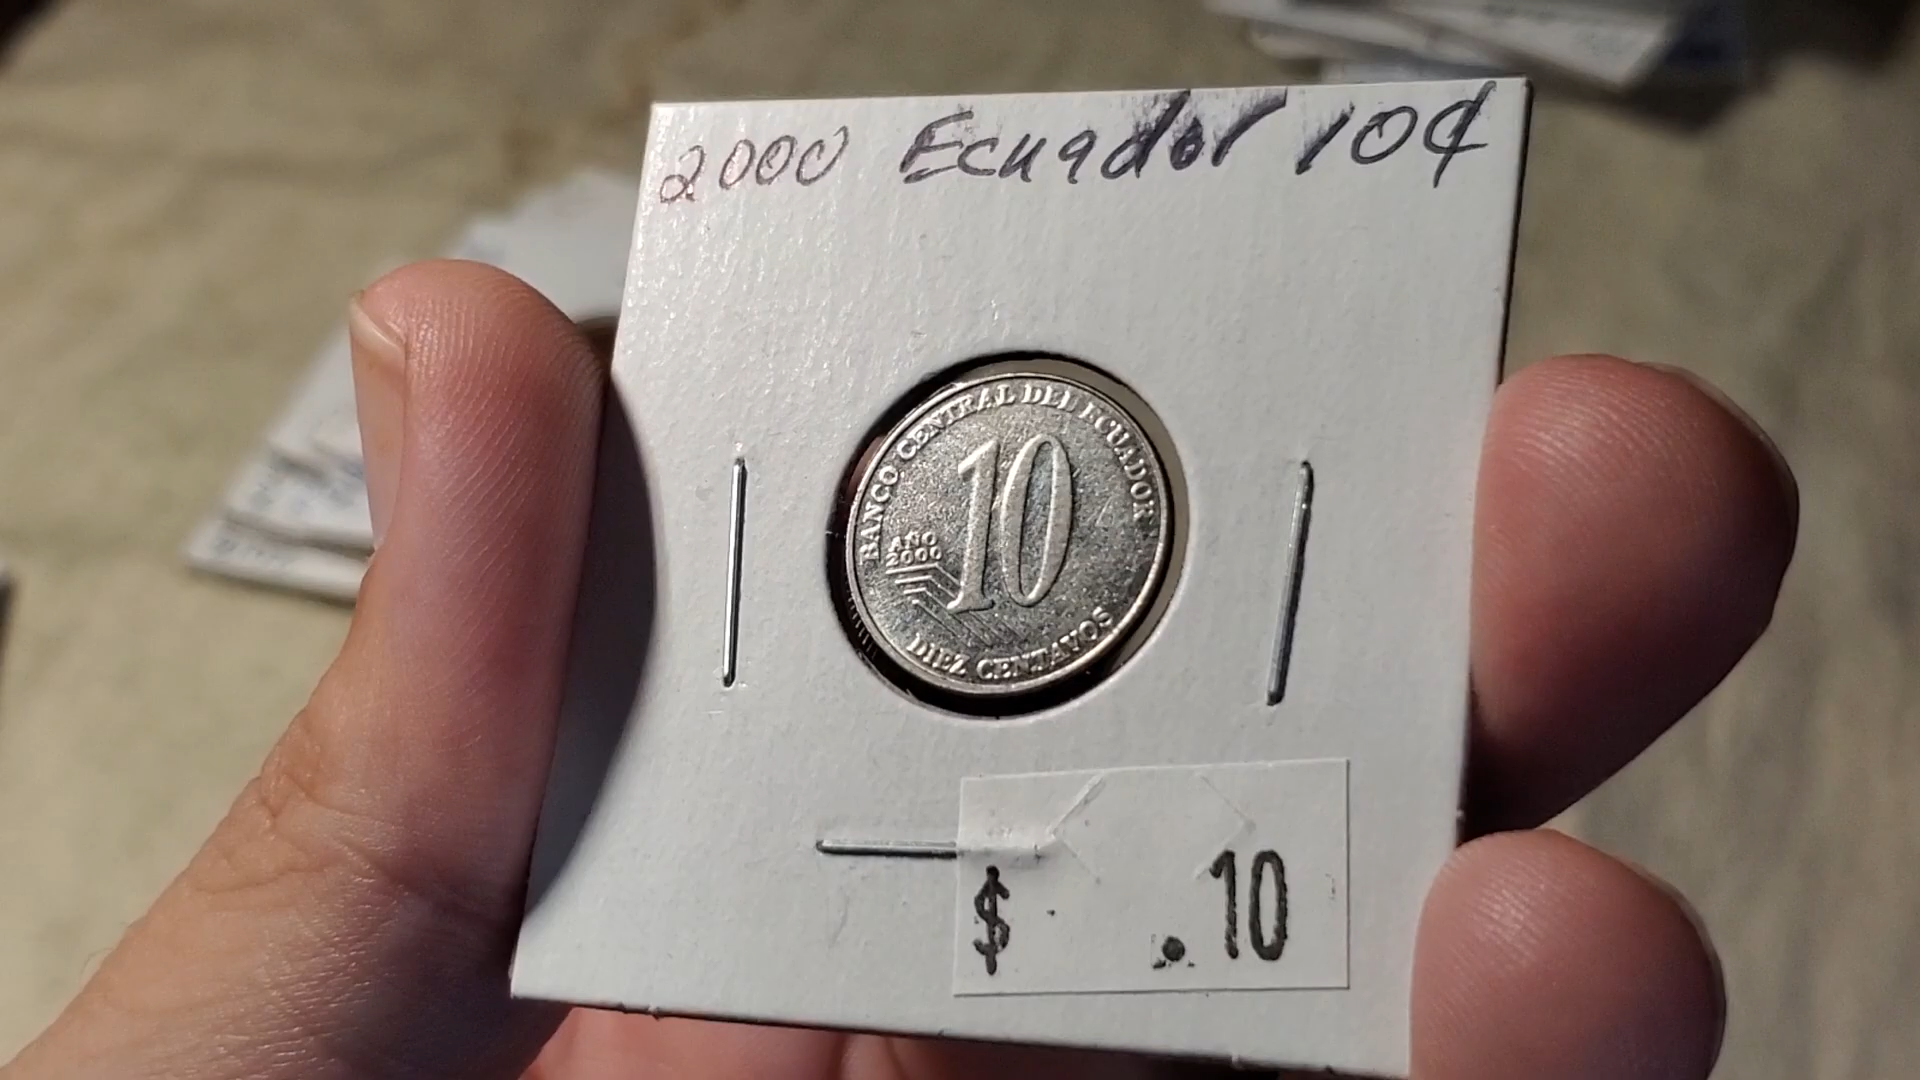 2000 Ecuador 10¢
BANCO CENTRAL DEL ECUADOR
10
AÑO
2000
DIEZ CENTAVOS
$ .10